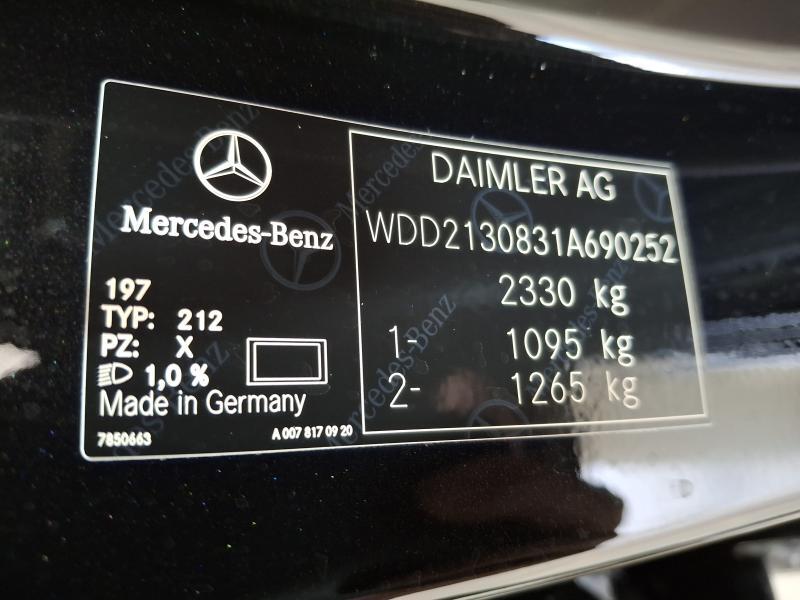 Mercedes-Benz
197
TYP: 212
PZ: X
1,0 %
Made in Germany
7850663
A 007 817 09 20
DAIMLER AG
WDD2130831A690252
2330 kg
1- 1095 kg
2- 1265 kg